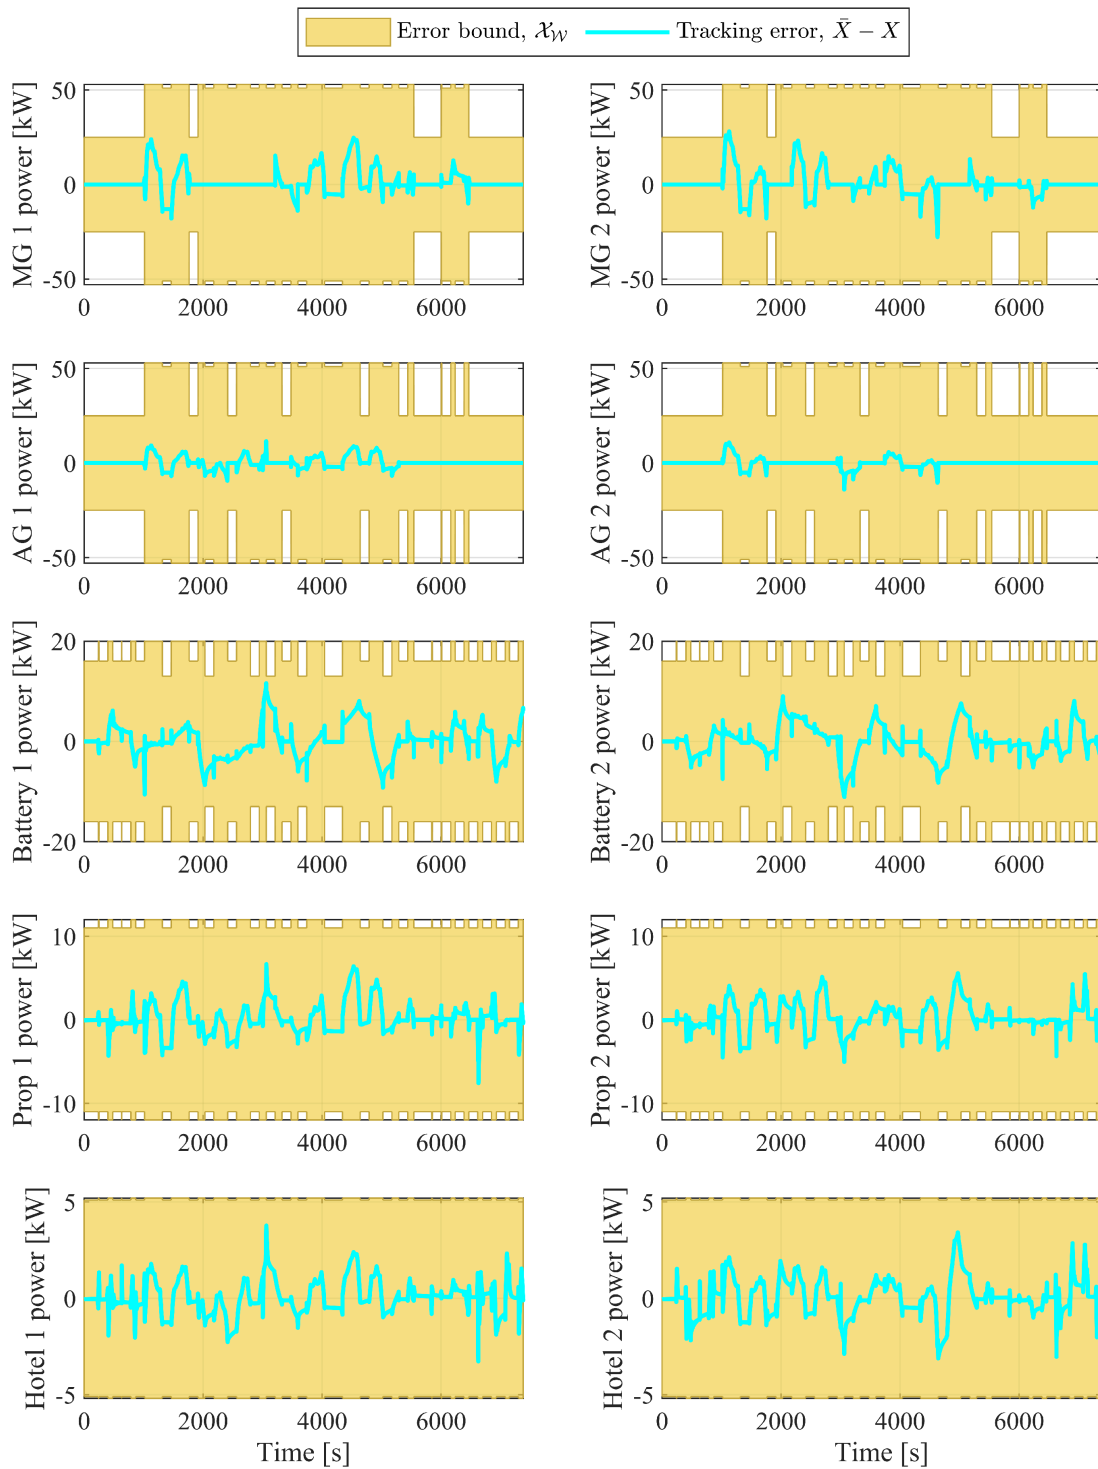 Error bound, 𝒳_𝒲 Tracking error, X̄ − X
MG 1 power [kW]
50
0
-50
0 2000 4000 6000
MG 2 power [kW]
50
0
-50
0 2000 4000 6000
AG 1 power [kW]
50
0
-50
0 2000 4000 6000
AG 2 power [kW]
50
0
-50
0 2000 4000 6000
Battery 1 power [kW]
20
10
0
-10
-20
0 2000 4000 6000
Battery 2 power [kW]
20
10
0
-10
-20
0 2000 4000 6000
Prop 1 power [kW]
10
0
-10
0 2000 4000 6000
Prop 2 power [kW]
10
0
-10
0 2000 4000 6000
Hotel 1 power [kW]
5
0
-5
0 2000 4000 6000
Time [s]
Hotel 2 power [kW]
5
0
-5
0 2000 4000 6000
Time [s]